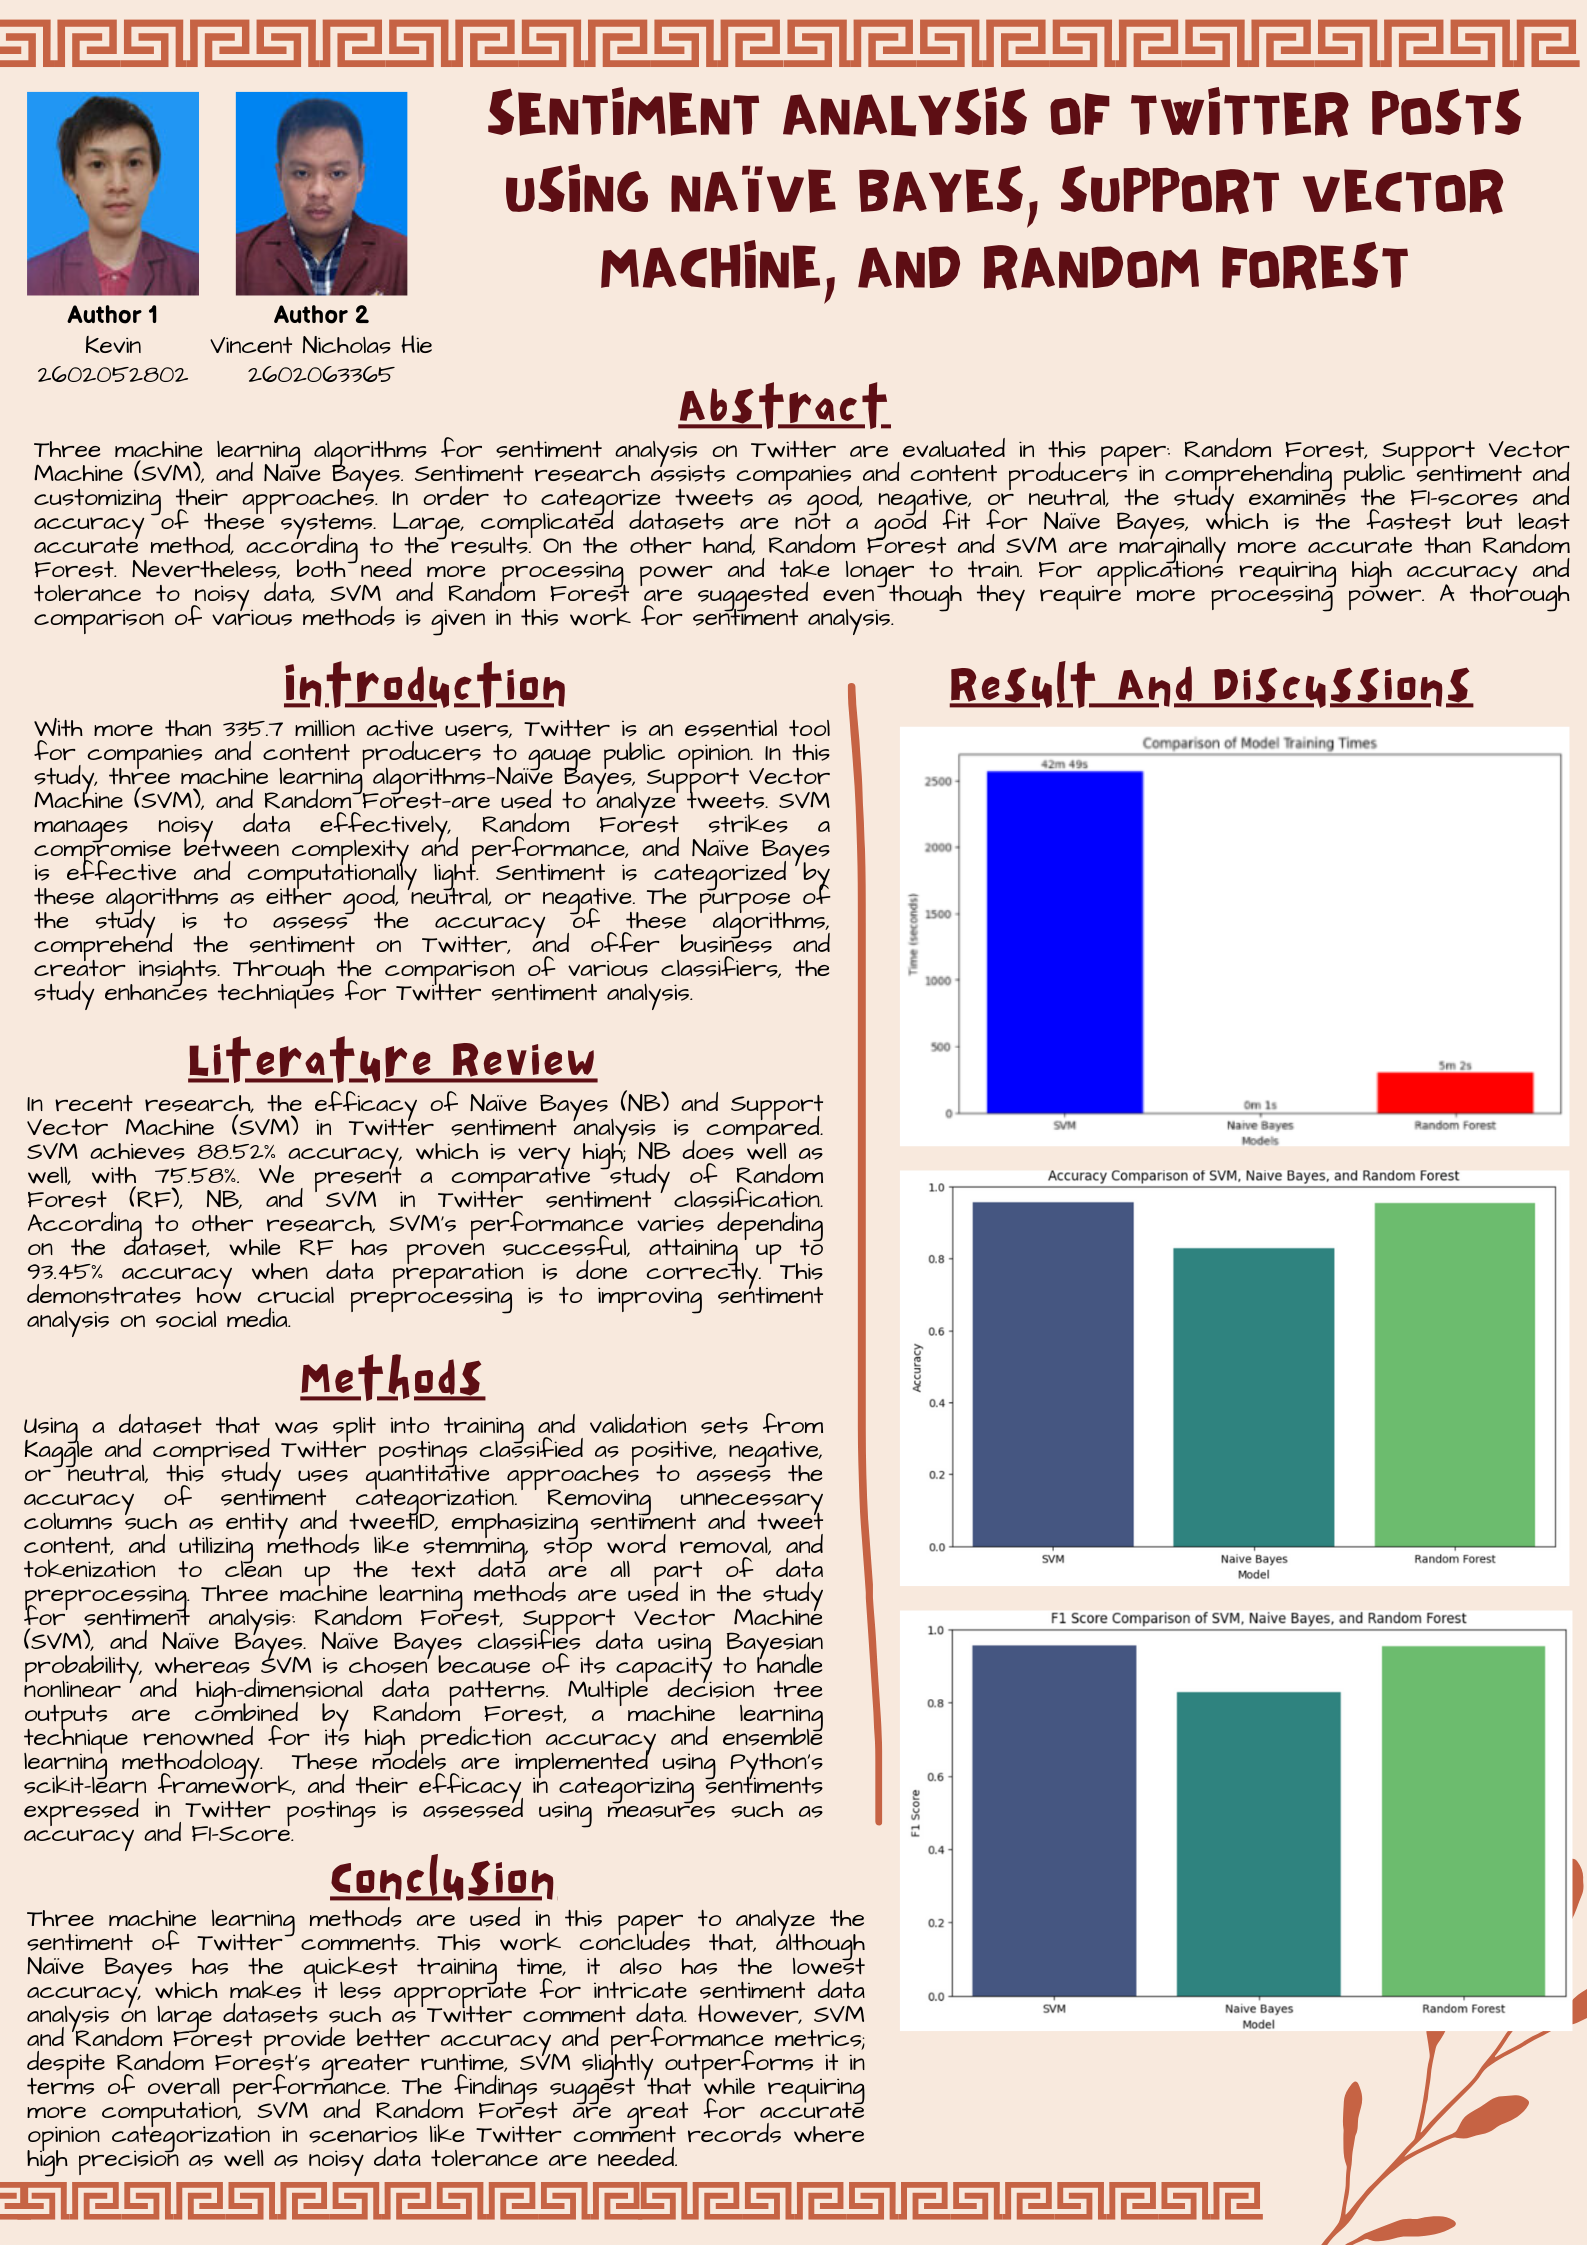 SENTIMENT ANALYSIS OF TWITTER POSTS
USING NAÏVE BAYES, SUPPORT VECTOR
MACHINE, AND RANDOM FOREST
Author 1
Kevin
2602052802
Author 2
Vincent Nicholas Hie
2602063365
Abstract
Three machine learning algorithms for sentiment analysis on Twitter are evaluated in this paper: Random Forest, Support Vector
Machine (SVM), and Naïve Bayes. Sentiment research assists companies and content producers in comprehending public sentiment and
customizing their approaches. In order to categorize tweets as good, negative, or neutral, the study examines the F1-scores and
accuracy of these systems. Large, complicated datasets are not a good fit for Naïve Bayes, which is the fastest but least
accurate method, according to the results. On the other hand, Random Forest and SVM are marginally more accurate than Random
Forest. Nevertheless, both need more processing power and take longer to train. For applications requiring high accuracy and
tolerance to noisy data, SVM and Random Forest are suggested even though they require more processing power. A thorough
comparison of various methods is given in this work for sentiment analysis.
introduction
With more than 335.7 million active users, Twitter is an essential tool
for companies and content producers to gauge public opinion. In this
study, three machine learning algorithms-Naïve Bayes, Support Vector
Machine (SVM), and Random Forest-are used to analyze tweets. SVM
manages noisy data effectively, Random Forest strikes a
compromise between complexity and performance, and Naïve Bayes
is effective and computationally light. Sentiment is categorized by
these algorithms as either good, neutral, or negative. The purpose of
the study is to assess the accuracy of these algorithms,
comprehend the sentiment on Twitter, and offer business and
creator insights. Through the comparison of various classifiers, the
study enhances techniques for Twitter sentiment analysis.
Literature Review
In recent research, the efficacy of Naïve Bayes (NB) and Support
Vector Machine (SVM) in Twitter sentiment analysis is compared.
SVM achieves 88.52% accuracy, which is very high; NB does well as
well, with 75.58%. We present a comparative study of Random
Forest (RF), NB, and SVM in Twitter sentiment classification.
According to other research, SVM's performance varies depending
on the dataset, while RF has proven successful, attaining up to
93.45% accuracy when data preparation is done correctly. This
demonstrates how crucial preprocessing is to improving sentiment
analysis on social media.
Methods
Using a dataset that was split into training and validation sets from
Kaggle and comprised Twitter postings classified as positive, negative,
or neutral, this study uses quantitative approaches to assess the
accuracy of sentiment categorization. Removing unnecessary
columns such as entity and tweetID, emphasizing sentiment and tweet
content, and utilizing methods like stemming, stop word removal, and
tokenization to clean up the text data are all part of data
preprocessing. Three machine learning methods are used in the study
for sentiment analysis: Random Forest, Support Vector Machine
(SVM), and Naïve Bayes. Naïve Bayes classifies data using Bayesian
probability, whereas SVM is chosen because of its capacity to handle
nonlinear and high-dimensional data patterns. Multiple decision tree
outputs are combined by Random Forest, a machine learning
technique renowned for its high prediction accuracy and ensemble
learning methodology. These models are implemented using Python's
scikit-learn framework, and their efficacy in categorizing sentiments
expressed in Twitter postings is assessed using measures such as
accuracy and F1-Score.
Conclusion
Three machine learning methods are used in this paper to analyze the
sentiment of Twitter comments. This work concludes that, although
Naïve Bayes has the quickest training time, it also has the lowest
accuracy, which makes it less appropriate for intricate sentiment data
analysis on large datasets such as Twitter comment data. However, SVM
and Random Forest provide better accuracy and performance metrics;
despite Random Forest's greater runtime, SVM slightly outperforms it in
terms of overall performance. The findings suggest that while requiring
more computation, SVM and Random Forest are great for accurate
opinion categorization in scenarios like Twitter comment records where
high precision as well as noisy data tolerance are needed.
Result And Discussions
Comparison of Model Training Times
42m 49s
0m 1s
5m 2s
2500
2000
1500
1000
500
0
Time (seconds)
SVM
Naive Bayes
Random Forest
Models
Accuracy Comparison of SVM, Naive Bayes, and Random Forest
1.0
0.8
0.6
0.4
0.2
0.0
Accuracy
SVM
Naive Bayes
Random Forest
Model
F1 Score Comparison of SVM, Naive Bayes, and Random Forest
1.0
0.8
0.6
0.4
0.2
0.0
F1 Score
SVM
Naive Bayes
Random Forest
Model